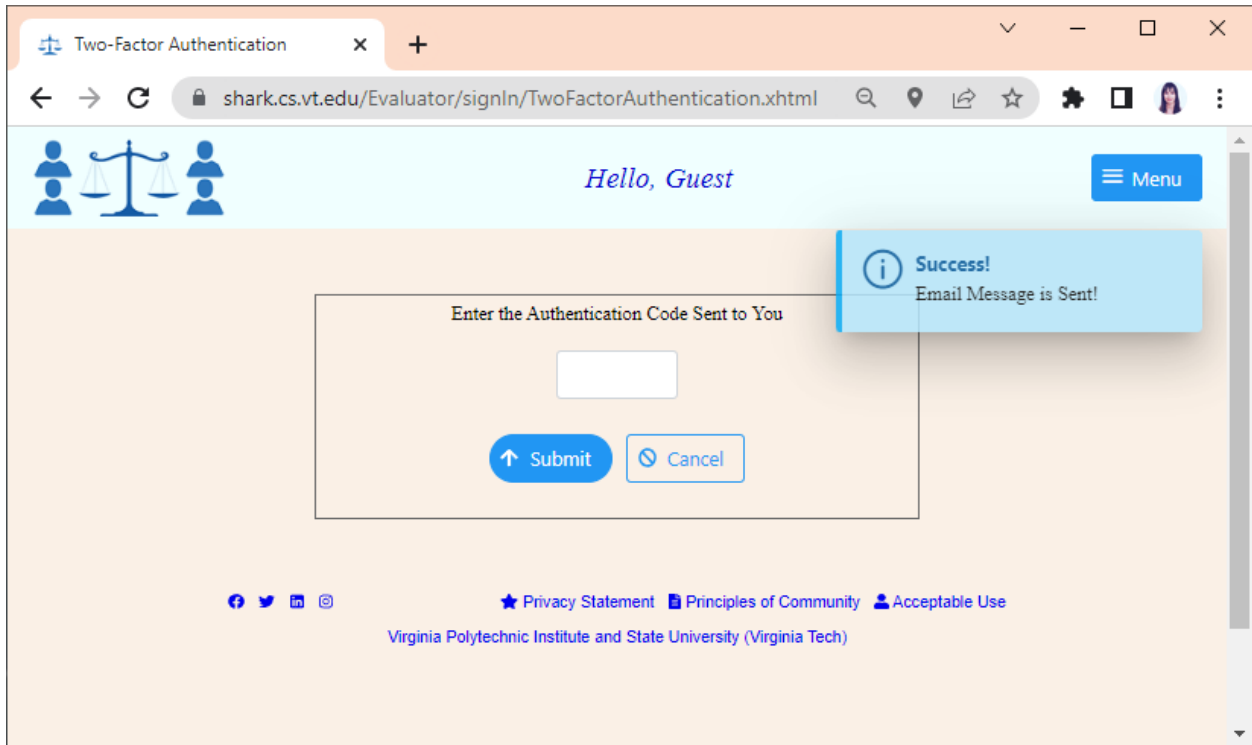 Two-Factor Authentication
shark.cs.vt.edu/Evaluator/signIn/TwoFactorAuthentication.xhtml
Hello, Guest
Menu
Success!
Email Message is Sent!
Enter the Authentication Code Sent to You
Submit Cancel
Privacy Statement Principles of Community Acceptable Use
Virginia Polytechnic Institute and State University (Virginia Tech)